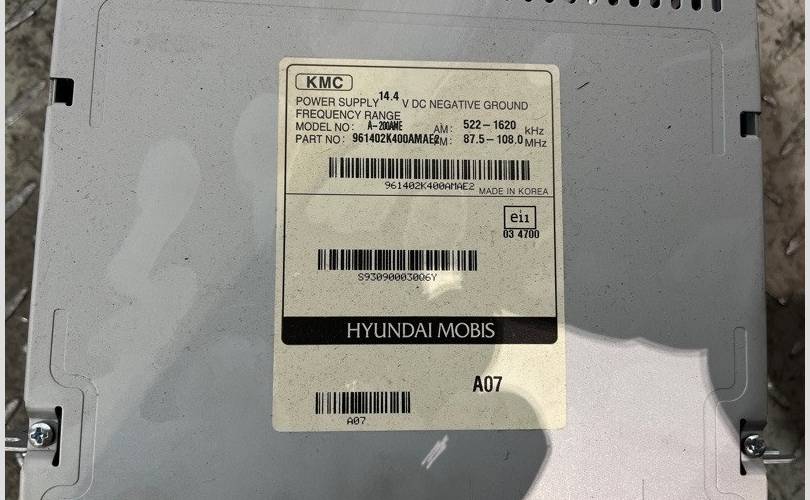 KMC
POWER SUPPLY 14.4 V DC NEGATIVE GROUND
FREQUENCY RANGE
MODEL NO: A-200AME AM: 522-1620 kHz
PART NO: 961402K400AMAE2 FM: 87.5-108.0 MHz
961402K400AMAE2 MADE IN KOREA
e11
03 4700
S93090003006Y
HYUNDAI MOBIS
A07
A07